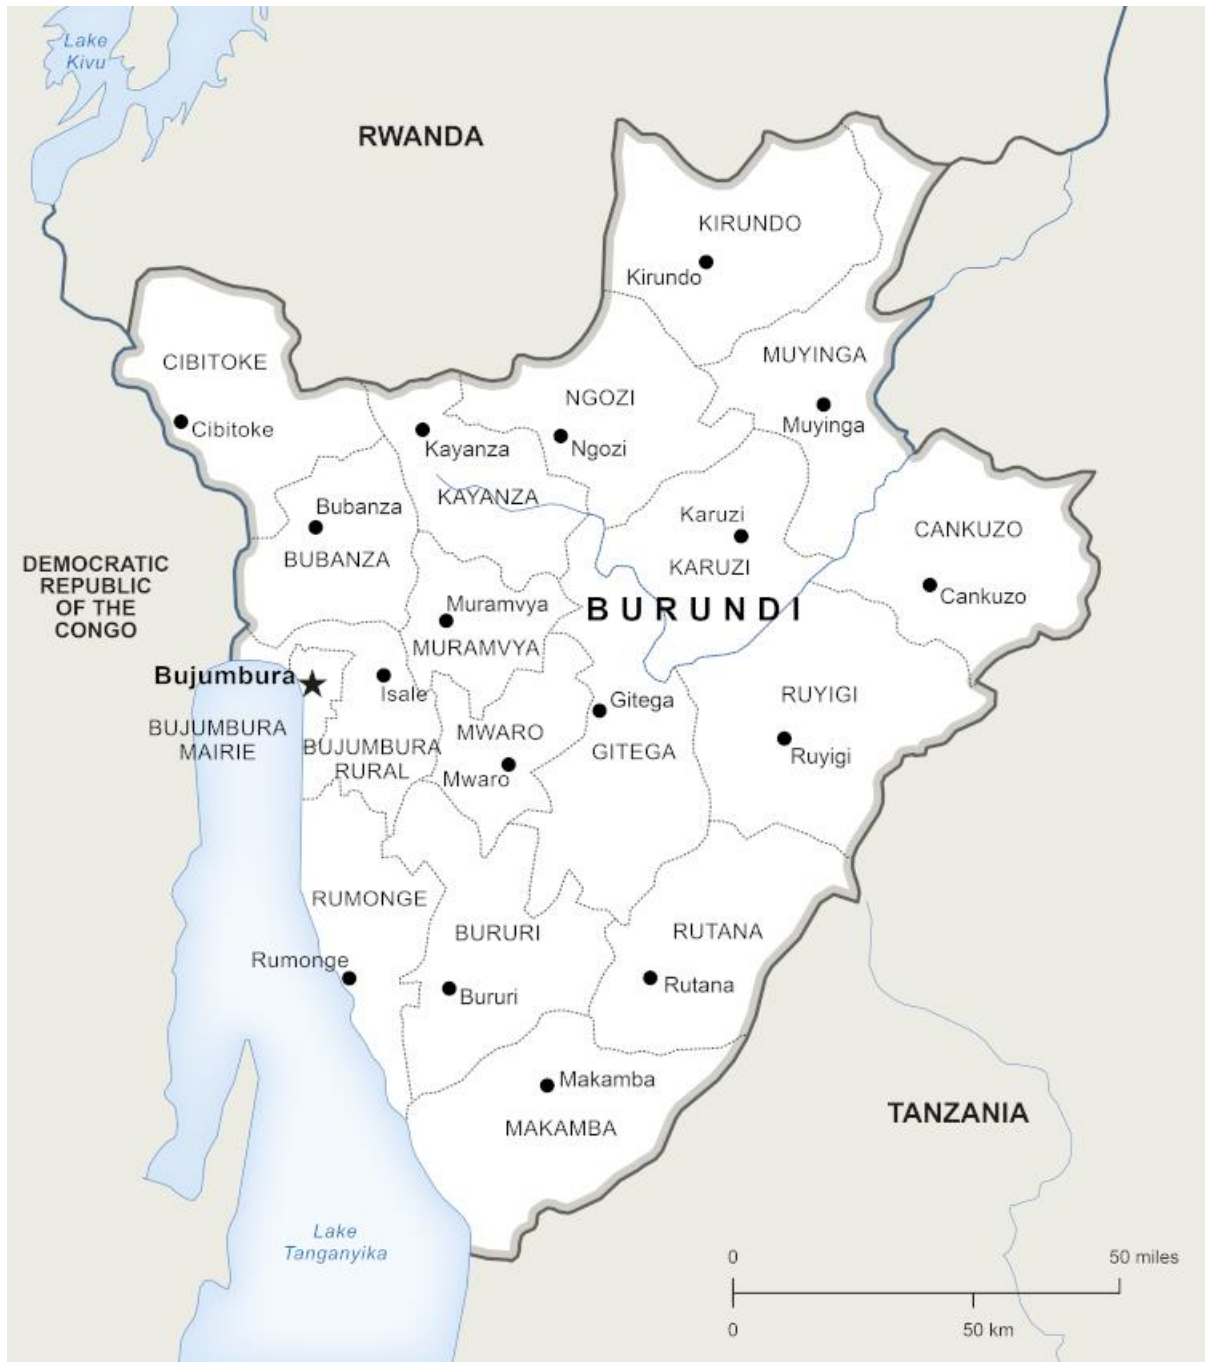 Lake
Kivu
RWANDA
KIRUNDO
Kirundo
CIBITOKE
Cibitoke
MUYINGA
Muyinga
NGOZI
Ngozi
Kayanza
KAYANZA
Bubanza
BUBANZA
Karuzi
KARUZI
CANKUZO
Cankuzo
DEMOCRATIC
REPUBLIC
OF THE
CONGO
BURUNDI
Muramvya
MURAMVYA
Bujumbura
Isale
BUJUMBURA
MAIRIE
BUJUMBURA
RURAL
MWARO
Mwaro
Gitega
GITEGA
RUYIGI
Ruyigi
RUMONGE
Rumonge
BURURI
Bururi
RUTANA
Rutana
Makamba
MAKAMBA
TANZANIA
Lake
Tanganyika
0
50 miles
0
50 km